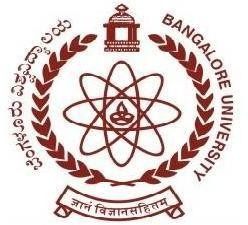 ಬೆಂಗಳೂರು ವಿಶ್ವವಿದ್ಯಾಲಯ
BANGALORE UNIVERSITY
ज्ञानं विज्ञानसहितम्